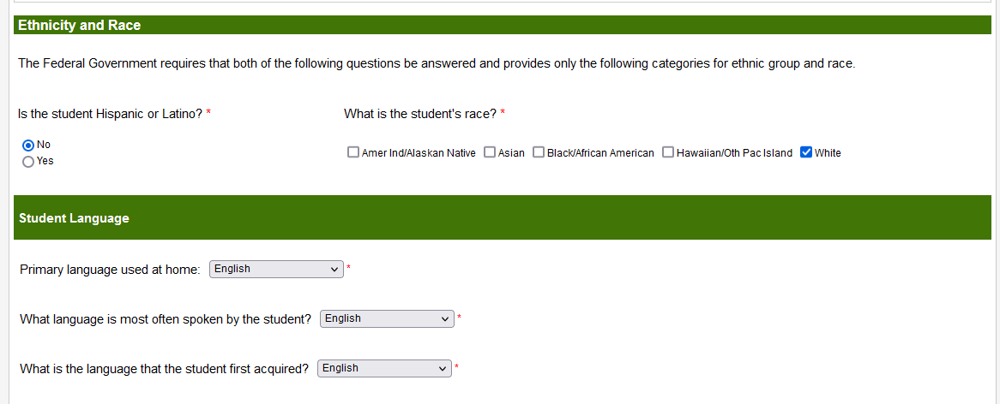 Ethnicity and Race
The Federal Government requires that both of the following questions be answered and provides only the following categories for ethnic group and race.
Is the student Hispanic or Latino? * What is the student's race? *
No
Yes
Amer Ind/Alaskan Native Asian Black/African American Hawaiian/Oth Pac Island White
Student Language
Primary language used at home: English *
What language is most often spoken by the student? English *
What is the language that the student first acquired? English *